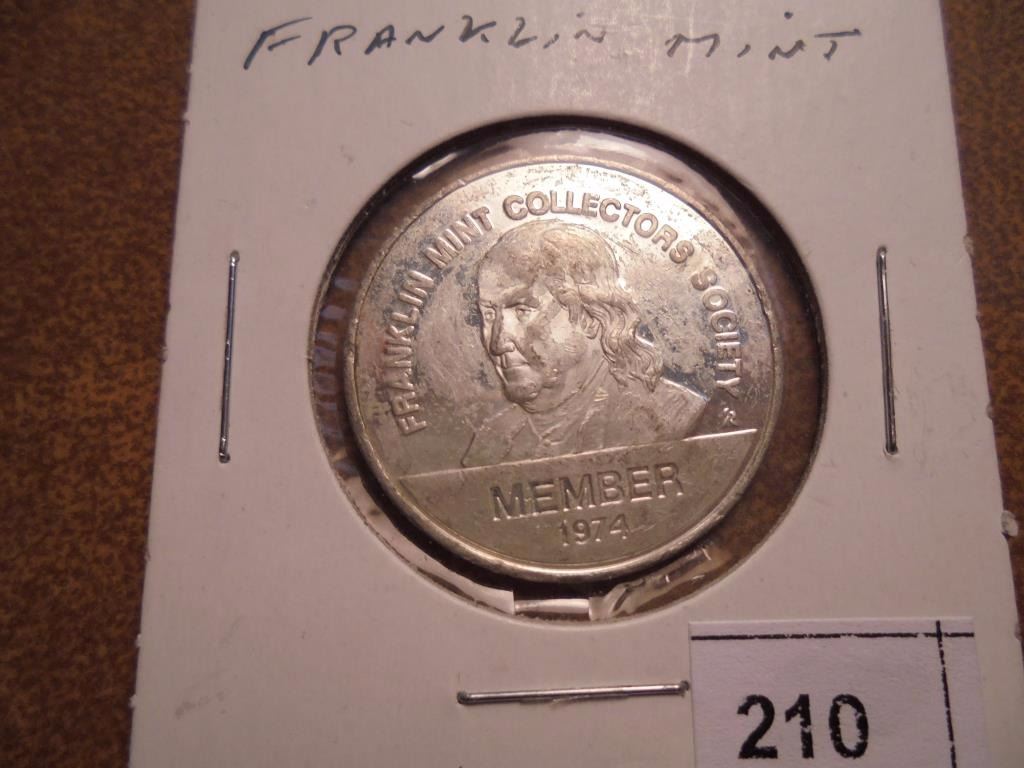 FRANKLIN MINT
FRANKLIN MINT COLLECTORS SOCIETY
MEMBER
1974
210